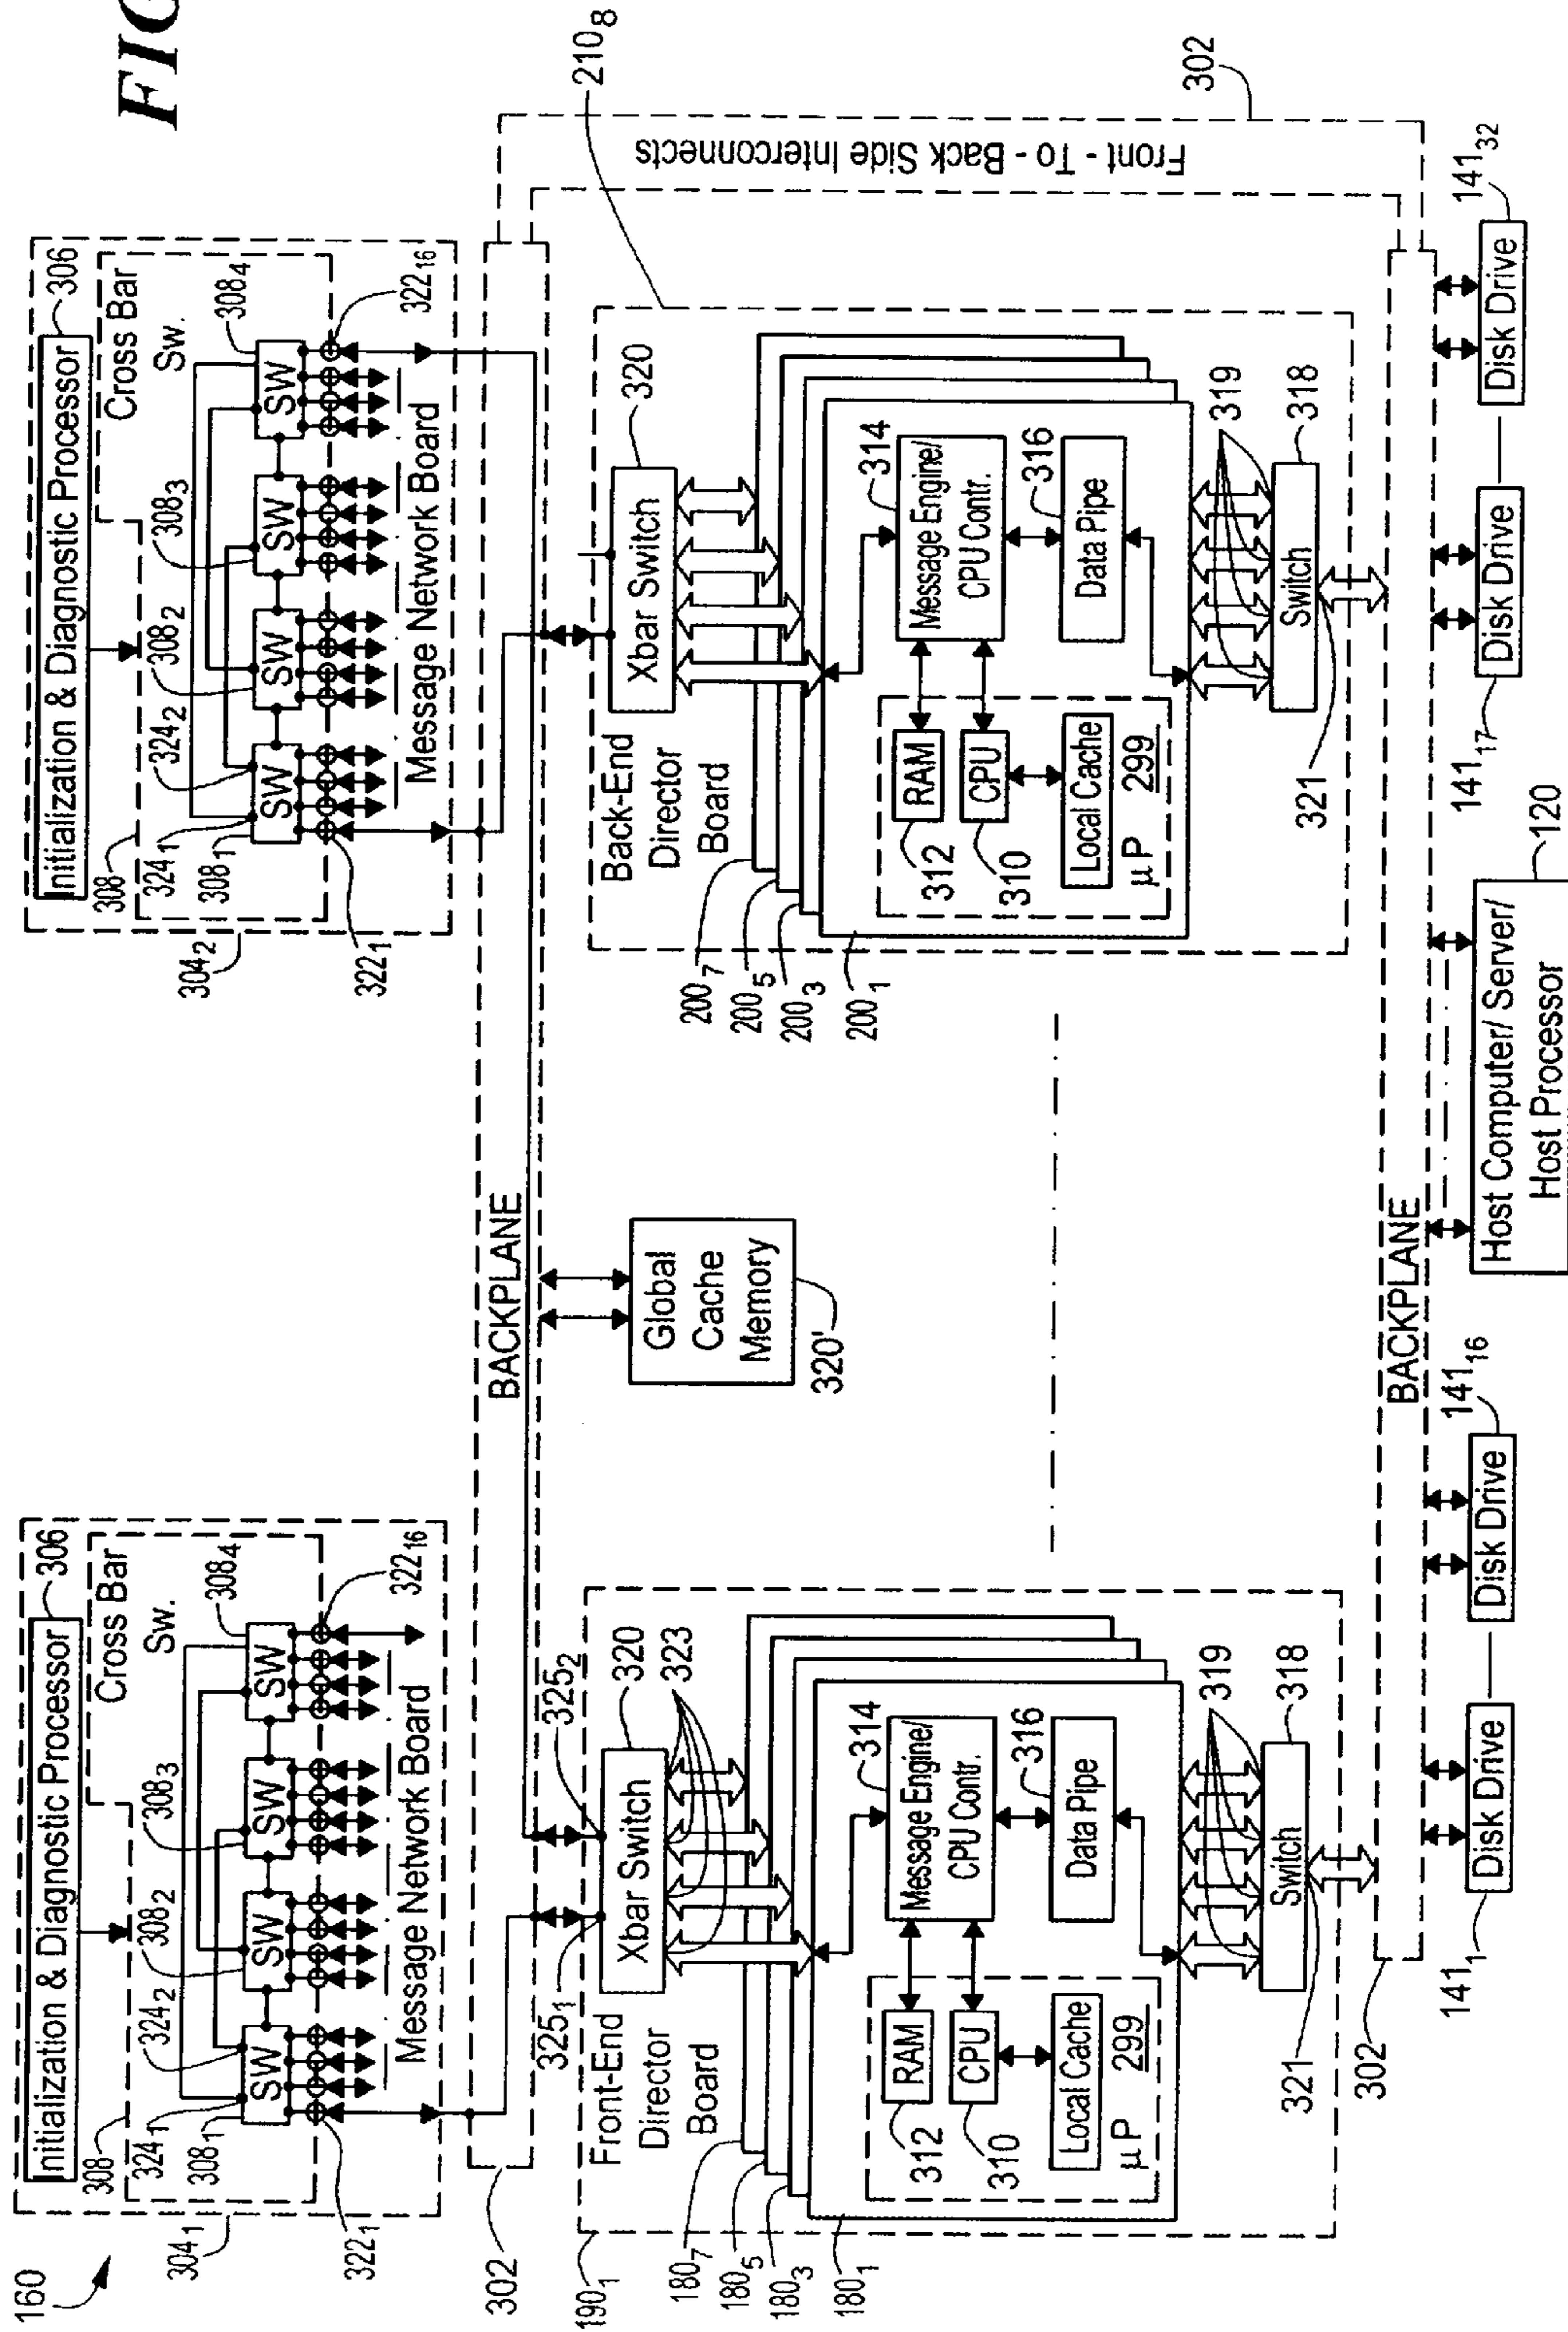 FIG
160
Initialization & Diagnostic Processor
306
308
Cross Bar
Sw.
324₁
324₂
308₁
308₂
308₃
308₄
SW
SW
SW
SW
322₁
322₁₆
Message Network Board
304₁
Initialization & Diagnostic Processor
306
308
Cross Bar
Sw.
324₁
324₂
308₁
308₂
308₃
308₄
SW
SW
SW
SW
322₁
322₁₆
Message Network Board
304₂
302
BACKPLANE
Front - To - Back Side Interconnects
302
190₁
325₁
325₂
Front-End
Director
Board
Xbar Switch
320
323
180₇
180₅
180₃
180₁
Message Engine/
CPU Contr.
314
Data Pipe
316
RAM
312
CPU
310
Local Cache
µP
299
319
Switch
318
321
Global
Cache
Memory
320'
210₈
Back-End
Director
Board
Xbar Switch
320
200₇
200₅
200₃
200₁
Message Engine/
CPU Contr.
314
Data Pipe
316
RAM
312
CPU
310
Local Cache
µP
299
319
Switch
318
321
302
BACKPLANE
Disk Drive
141₁
Disk Drive
141₁₆
Host Computer/ Server/
Host Processor
120
Disk Drive
141₁₇
Disk Drive
141₃₂